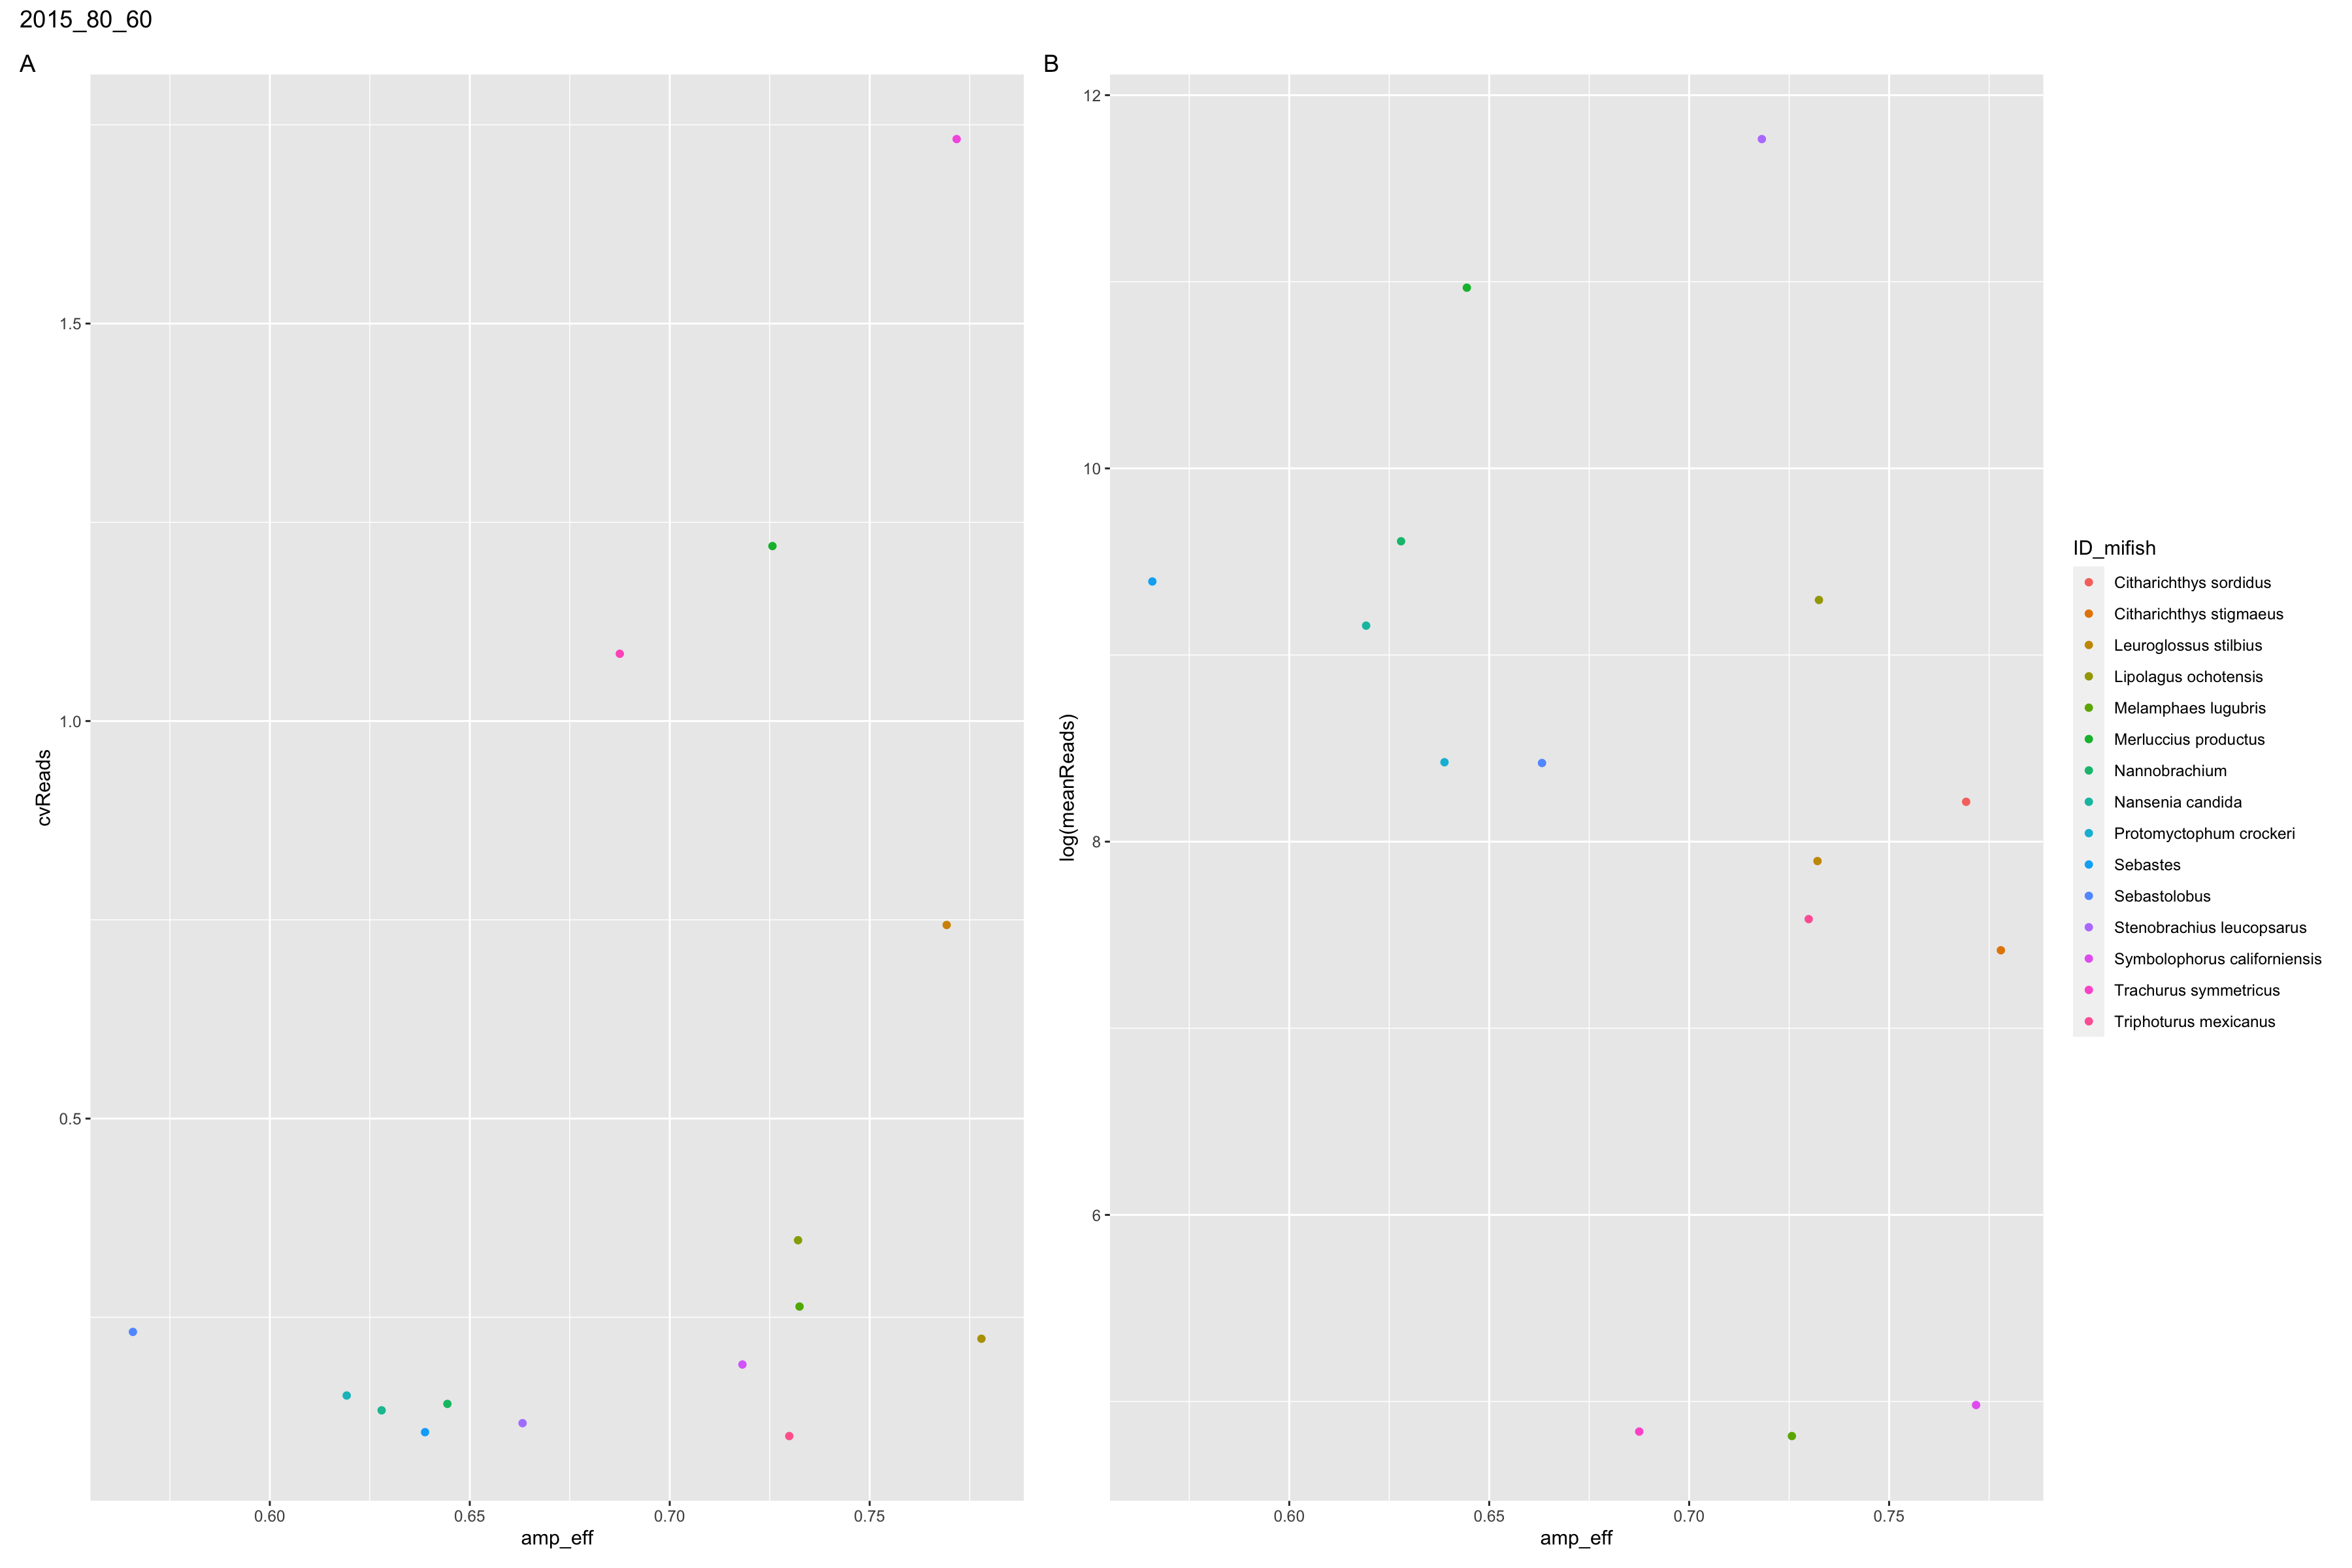 2015_80_60
A
B
cvReads
1.5
1.0
0.5
0.60
0.65
0.70
0.75
amp_eff
log(meanReads)
12
10
8
6
0.60
0.65
0.70
0.75
amp_eff
ID_mifish
Citharichthys sordidus
Citharichthys stigmaeus
Leuroglossus stilbius
Lipolagus ochotensis
Melamphaes lugubris
Merluccius productus
Nannobrachium
Nansenia candida
Protomyctophum crockeri
Sebastes
Sebastolobus
Stenobrachius leucopsarus
Symbolophorus californiensis
Trachurus symmetricus
Triphoturus mexicanus